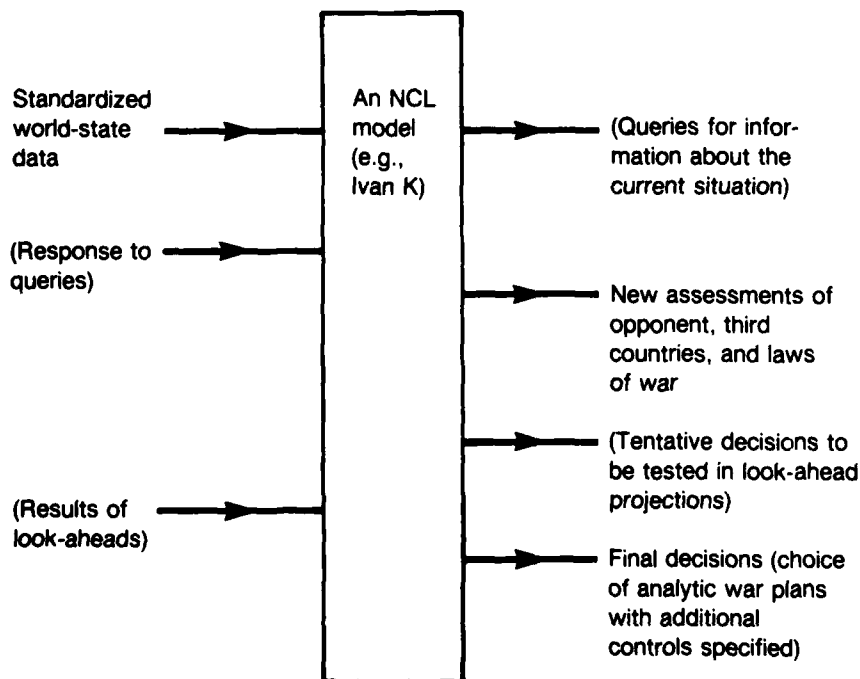 Standardized
world-state
data
(Response to
queries)
(Results of
look-aheads)
An NCL
model
(e.g.,
Ivan K)
(Queries for infor-
mation about the
current situation)
New assessments of
opponent, third
countries, and laws
of war
(Tentative decisions to
be tested in look-ahead
projections)
Final decisions (choice
of analytic war plans
with additional
controls specified)